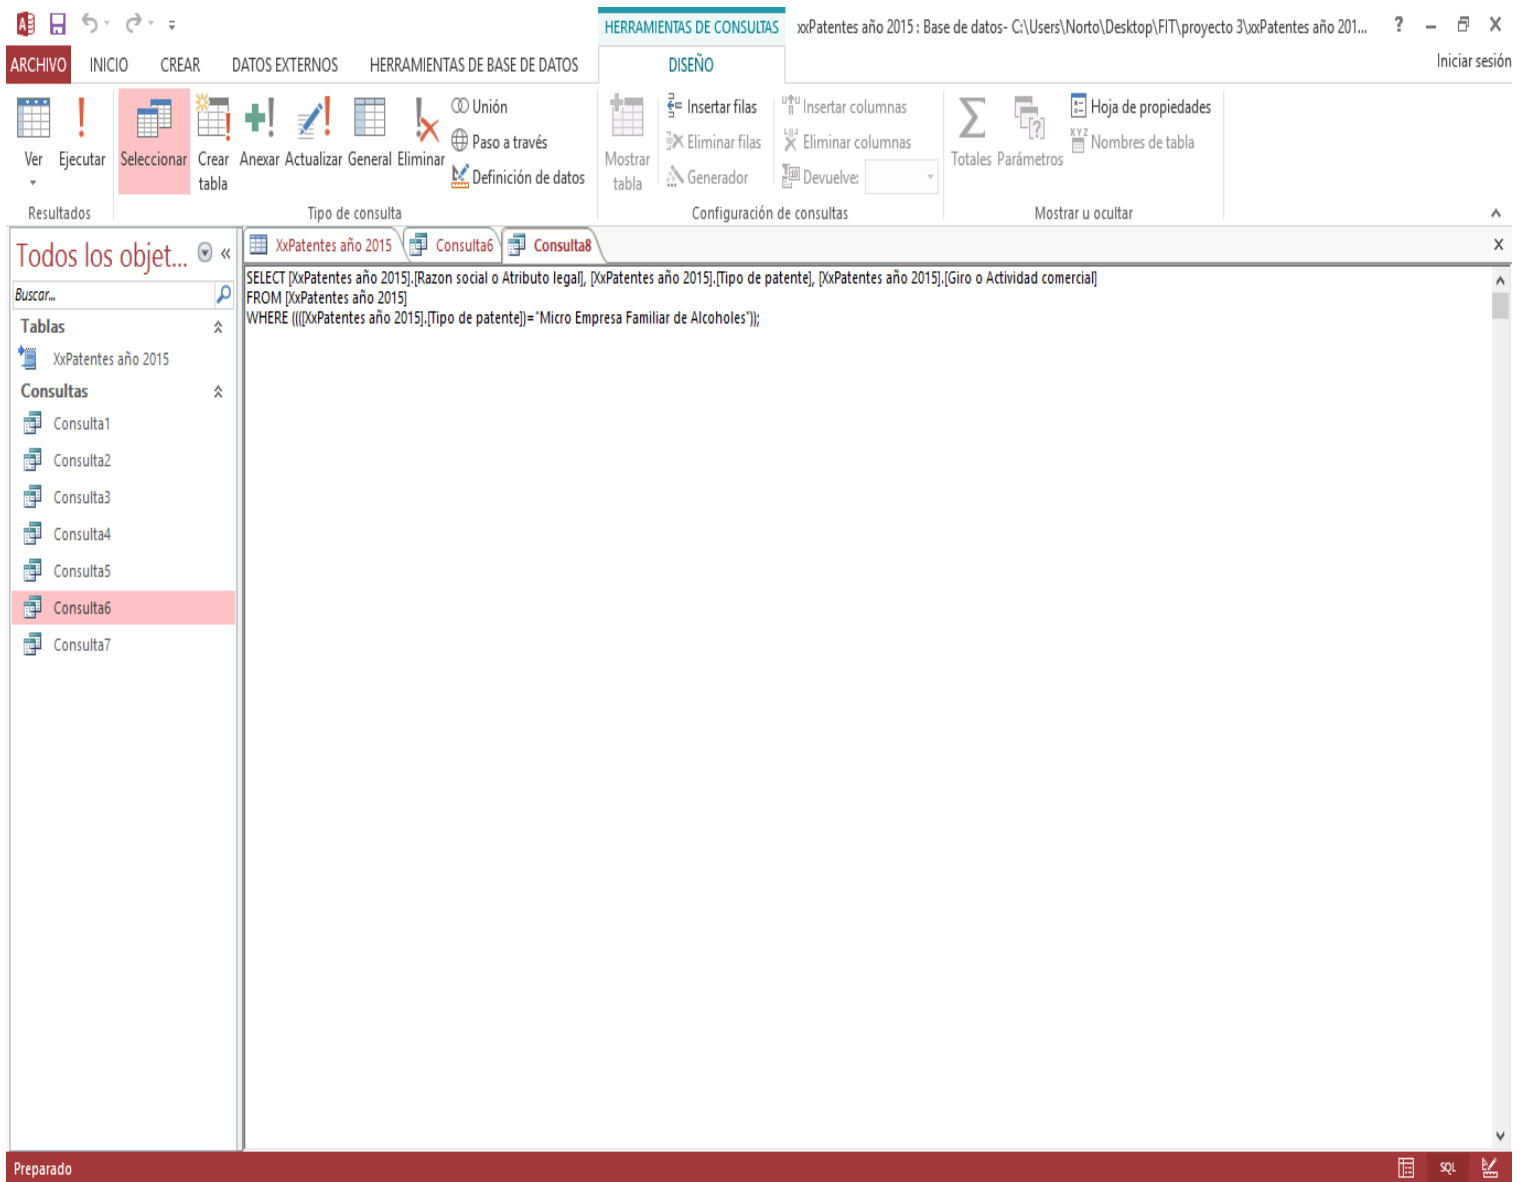 HERRAMIENTAS DE CONSULTAS
xxPatentes año 2015 : Base de datos- C:\Users\Norto\Desktop\FIT\proyecto 3\xxPatentes año 201...
?
ARCHIVO INICIO CREAR DATOS EXTERNOS HERRAMIENTAS DE BASE DE DATOS DISEÑO Iniciar sesión
Ver
Ejecutar
Seleccionar
Crear tabla
Anexar
Actualizar
General
Eliminar
Unión
Paso a través
Definición de datos
Mostrar tabla
Insertar filas
Eliminar filas
Generador
Insertar columnas
Eliminar columnas
Devuelve:
Totales
Parámetros
Hoja de propiedades
Nombres de tabla
Resultados
Tipo de consulta
Configuración de consultas
Mostrar u ocultar
Todos los objet...
Buscar...
Tablas
XxPatentes año 2015
Consultas
Consulta1
Consulta2
Consulta3
Consulta4
Consulta5
Consulta6
Consulta7
XxPatentes año 2015
Consulta6
Consulta8
SELECT [XxPatentes año 2015].[Razon social o Atributo legal], [XxPatentes año 2015].[Tipo de patente], [XxPatentes año 2015].[Giro o Actividad comercial]
FROM [XxPatentes año 2015]
WHERE ((([XxPatentes año 2015].[Tipo de patente])="Micro Empresa Familiar de Alcoholes"));
Preparado
SQL